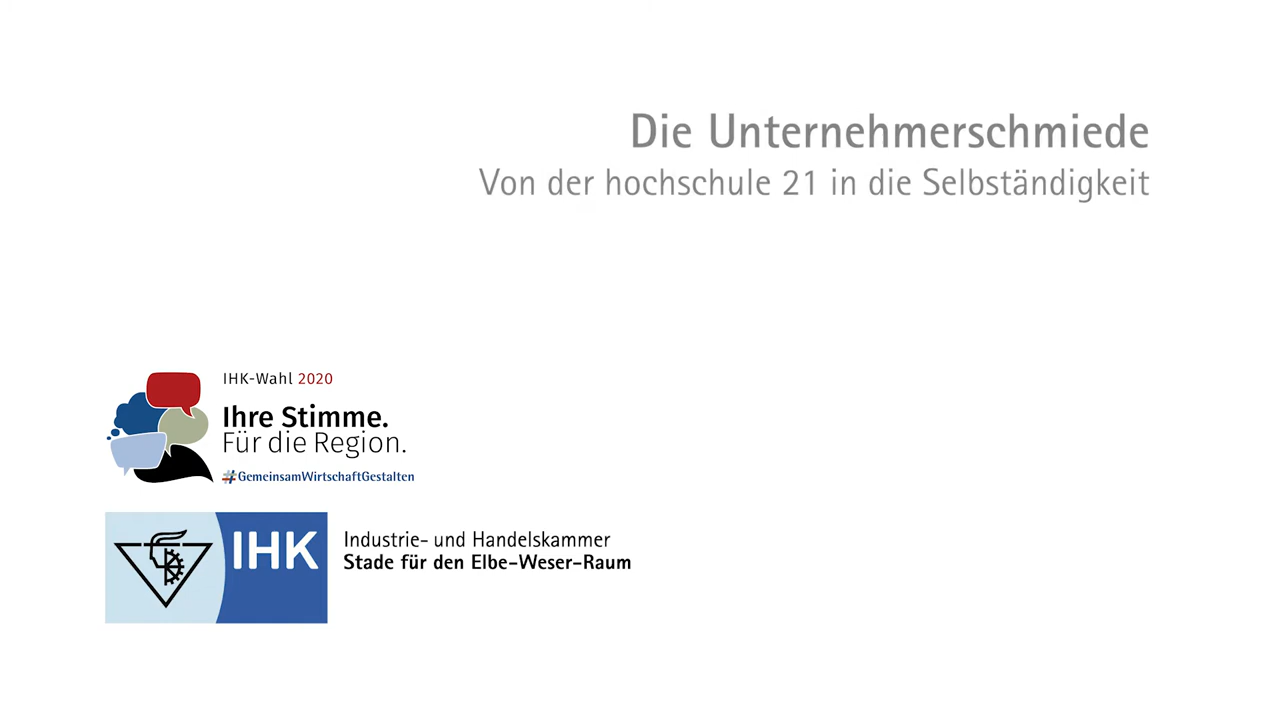 Die Unternehmerschmiede
Von der hochschule 21 in die Selbständigkeit
IHK-Wahl 2020
Ihre Stimme.
Für die Region.
#GemeinsamWirtschaftGestalten
IHK
Industrie- und Handelskammer
Stade für den Elbe-Weser-Raum